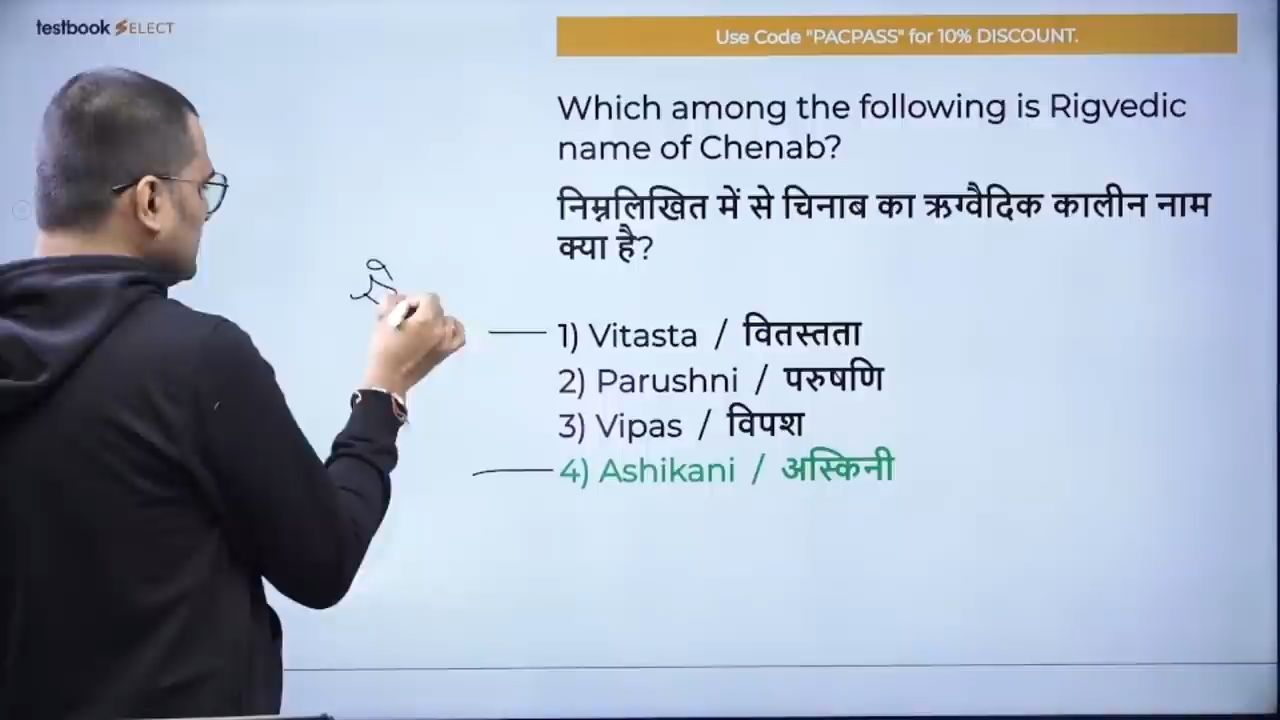 testbook SELECT
Use Code "PACPASS" for 10% DISCOUNT.
Which among the following is Rigvedic
name of Chenab?
निम्नलिखित में से चिनाब का ऋग्वैदिक कालीन नाम
क्या है?
1) Vitasta / वितस्तता
2) Parushni / परुषणि
3) Vipas / विपश
4) Ashikani / अस्किनी